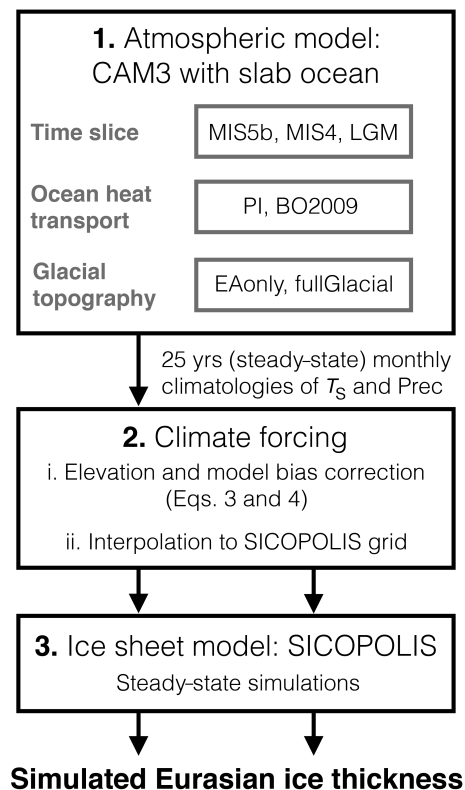 1. Atmospheric model:
CAM3 with slab ocean
Time slice
MIS5b, MIS4, LGM
Ocean heat
transport
PI, BO2009
Glacial
topography
EAonly, fullGlacial
25 yrs (steady-state) monthly
climatologies of TS and Prec
2. Climate forcing
i. Elevation and model bias correction
(Eqs. 3 and 4)
ii. Interpolation to SICOPOLIS grid
3. Ice sheet model: SICOPOLIS
Steady-state simulations
Simulated Eurasian ice thickness